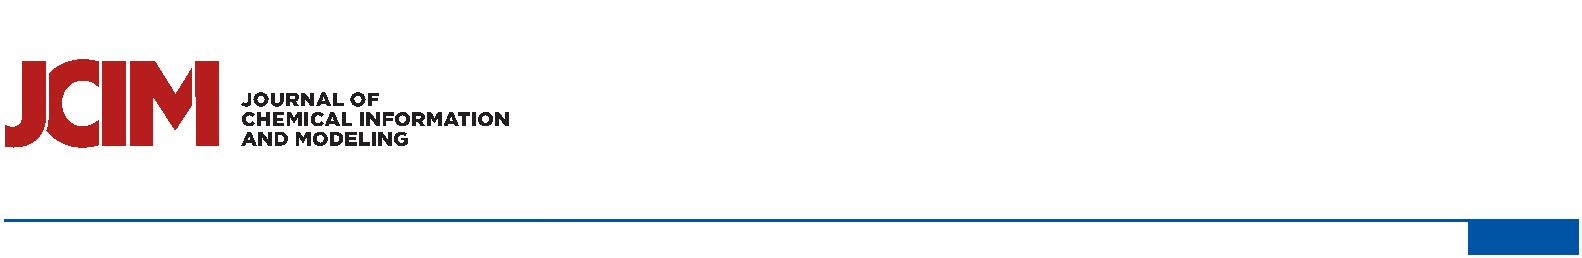 JCIM
JOURNAL OF
CHEMICAL INFORMATION
AND MODELING